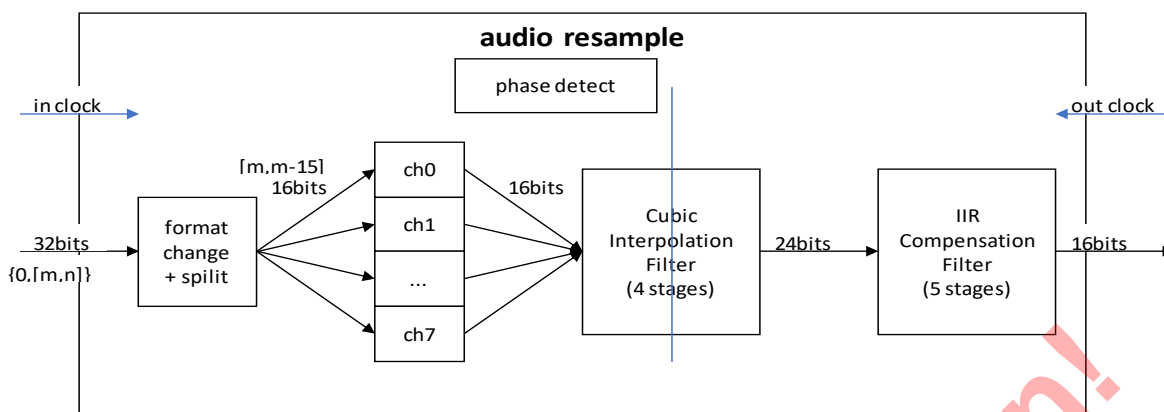 audio resample
phase detect
in clock
out clock
[m,m-15]
16bits
ch0
ch1
...
ch7
16bits
32bits
{0,[m,n]}
format
change
+ spilit
Cubic
Interpolation
Filter
(4 stages)
24bits
IIR
Compensation
Filter
(5 stages)
16bits